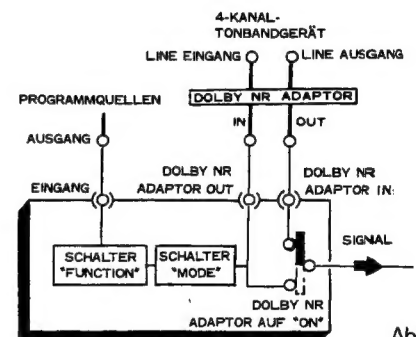 4-KANAL-
TONBANDGERÄT
LINE EINGANG
LINE AUSGANG
DOLBY NR ADAPTOR
PROGRAMMQUELLEN
IN
OUT
AUSGANG
DOLBY NR
ADAPTOR OUT
DOLBY NR
ADAPTOR IN
EINGANG
SCHALTER
"FUNCTION"
SCHALTER
"MODE"
SIGNAL
DOLBY NR
ADAPTOR AUF "ON"
Ab